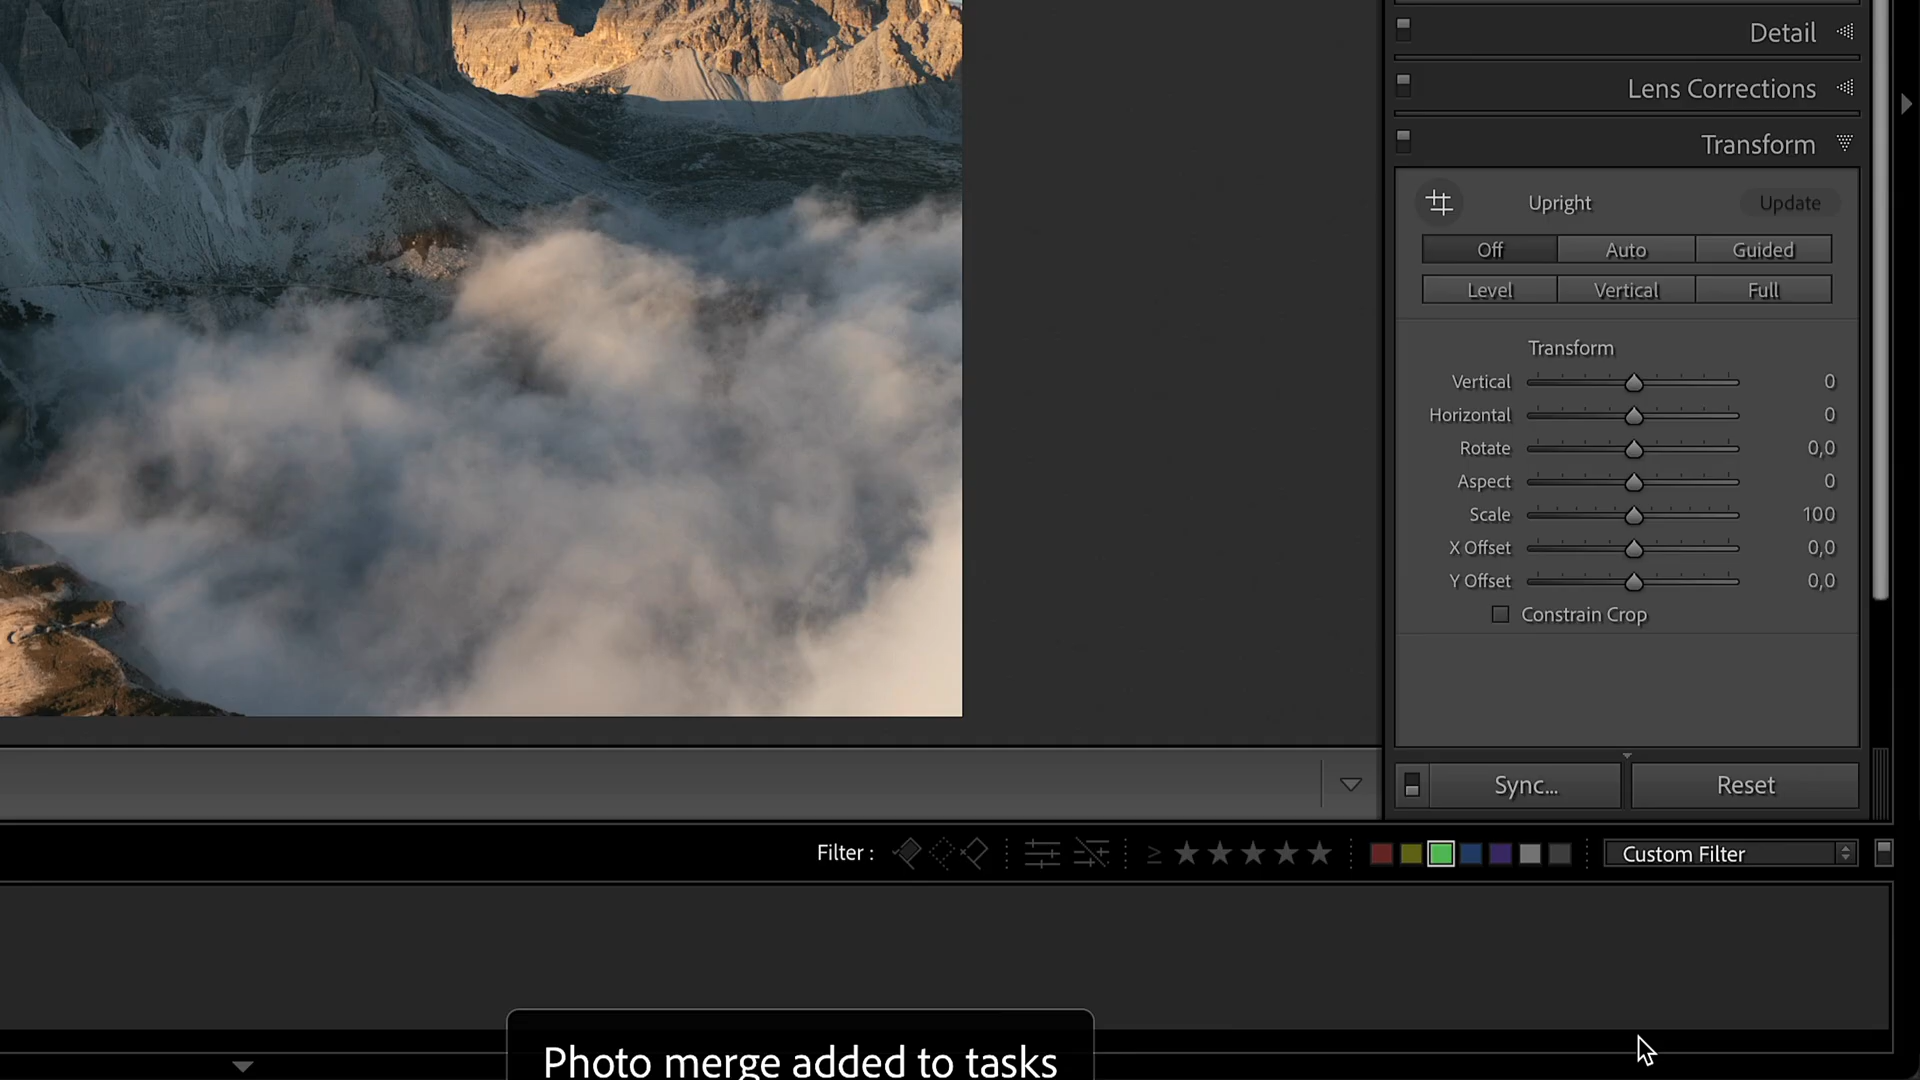 Detail
Lens Corrections
Transform
Upright Update
Off Auto Guided
Level Vertical Full
Transform
Vertical 0
Horizontal 0
Rotate 0,0
Aspect 0
Scale 100
X Offset 0,0
Y Offset 0,0
Constrain Crop
Sync... Reset
Filter : ≥ Custom Filter
Photo merge added to tasks